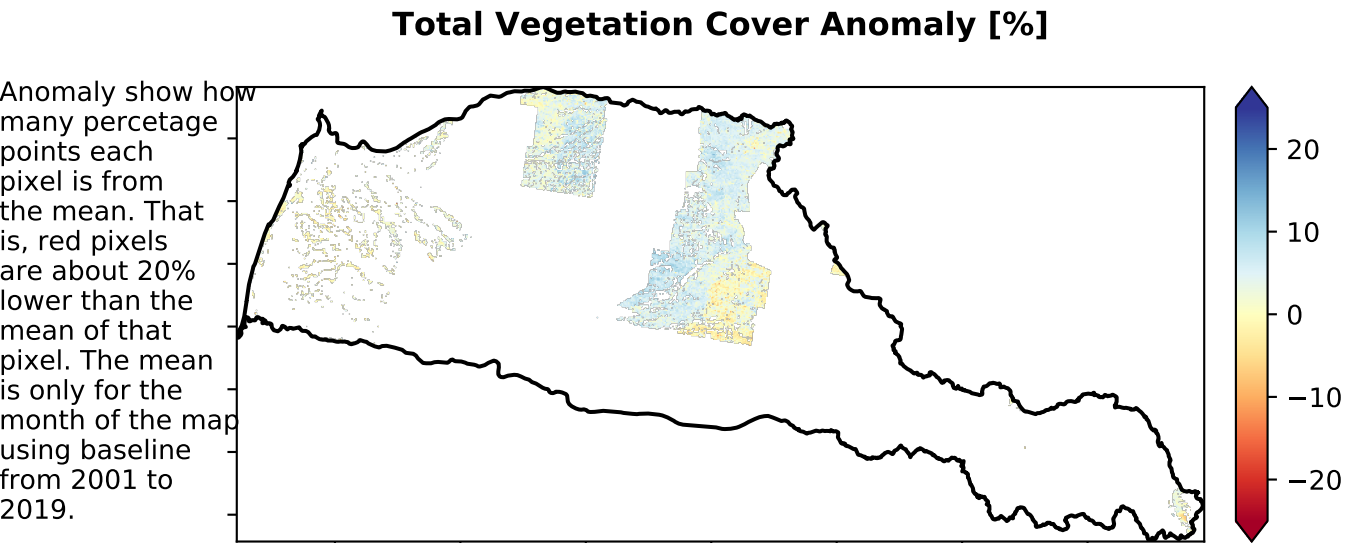 Total Vegetation Cover Anomaly [%]
Anomaly show how
many percetage
points each
pixel is from
the mean. That
is, red pixels
are about 20%
lower than the
mean of that
pixel. The mean
is only for the
month of the map
using baseline
from 2001 to
2019.
20
10
0
−10
−20